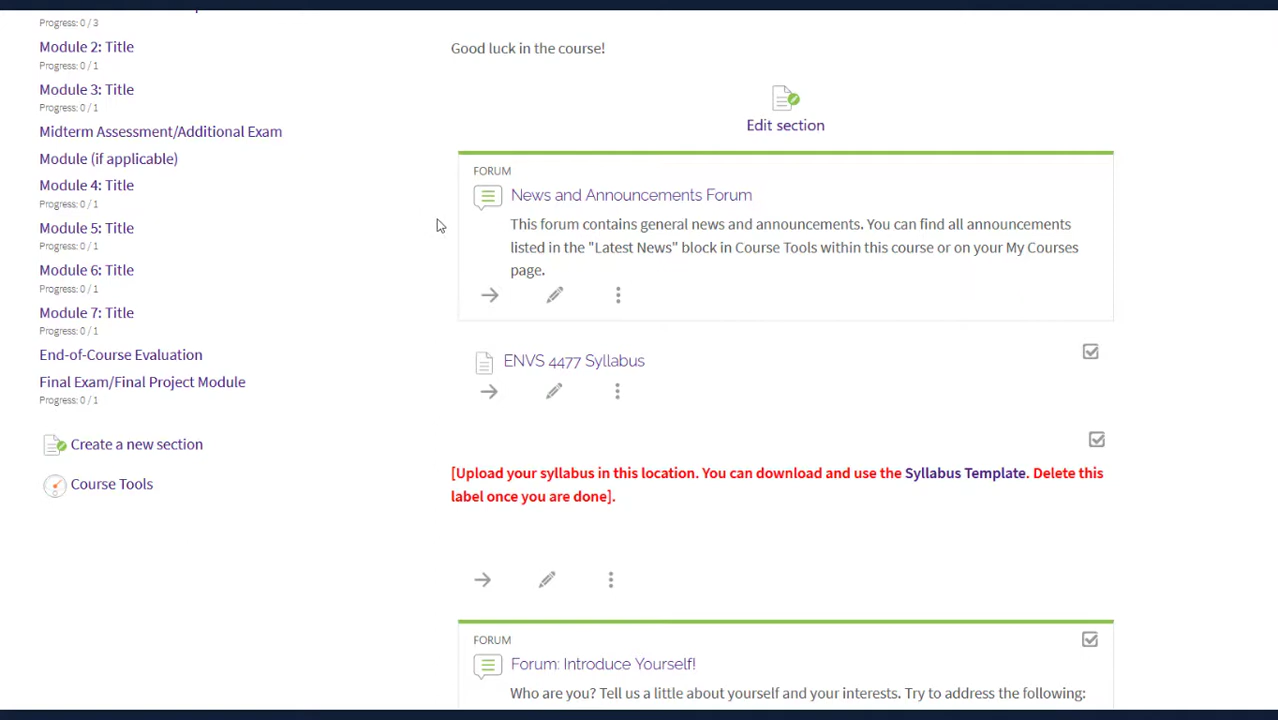 Progress: 0 / 3
Module 2: Title
Progress: 0 / 1
Module 3: Title
Progress: 0 / 1
Midterm Assessment/Additional Exam
Module (if applicable)
Module 4: Title
Progress: 0 / 1
Module 5: Title
Progress: 0 / 1
Module 6: Title
Progress: 0 / 1
Module 7: Title
Progress: 0 / 1
End-of-Course Evaluation
Final Exam/Final Project Module
Progress: 0 / 1
Create a new section
Course Tools
Good luck in the course!
Edit section
FORUM
News and Announcements Forum
This forum contains general news and announcements. You can find all announcements
listed in the "Latest News" block in Course Tools within this course or on your My Courses
page.
ENVS 4477 Syllabus
[Upload your syllabus in this location. You can download and use the Syllabus Template. Delete this
label once you are done].
FORUM
Forum: Introduce Yourself!
Who are you? Tell us a little about yourself and your interests. Try to address the following: